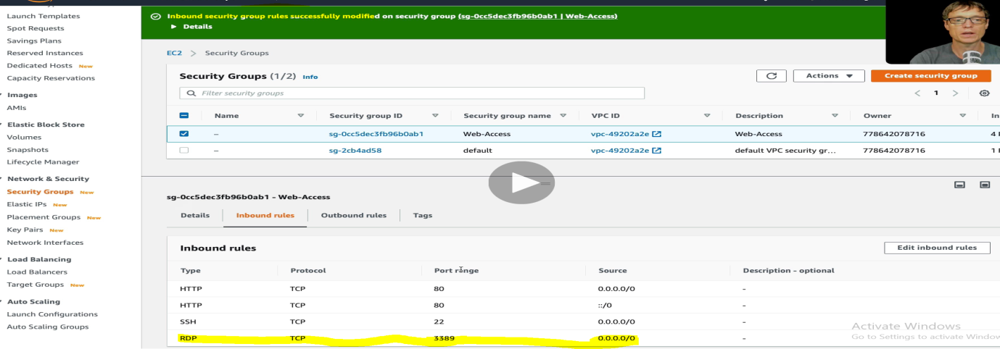 Launch Templates
Spot Requests
Savings Plans
Reserved Instances
Dedicated Hosts New
Capacity Reservations
Images
AMIs
Elastic Block Store
Volumes
Snapshots
Lifecycle Manager
Network & Security
Security Groups New
Elastic IPs New
Placement Groups New
Key Pairs New
Network Interfaces
Load Balancing
Load Balancers
Target Groups New
Auto Scaling
Launch Configurations
Auto Scaling Groups
Inbound security group rules successfully modified on security group (sg-0cc5dec3fb96b0ab1 | Web-Access)
Details
EC2 > Security Groups
Security Groups (1/2) Info
Actions
Create security group
Filter security groups
< 1 >
Name Security group ID Security group name VPC ID Description Owner In
– sg-0cc5dec3fb96b0ab1 Web-Access vpc-49202a2e Web-Access 778642078716 4
– sg-2cb4ad58 default vpc-49202a2e default VPC security gr... 778642078716 1
sg-0cc5dec3fb96b0ab1 - Web-Access
Details Inbound rules Outbound rules Tags
Inbound rules
Edit inbound rules
Type Protocol Port range Source Description - optional
HTTP TCP 80 0.0.0.0/0 -
HTTP TCP 80 ::/0 -
SSH TCP 22 0.0.0.0/0 -
RDP TCP 3389 0.0.0.0/0 -
Activate Windows
Go to Settings to activate Window